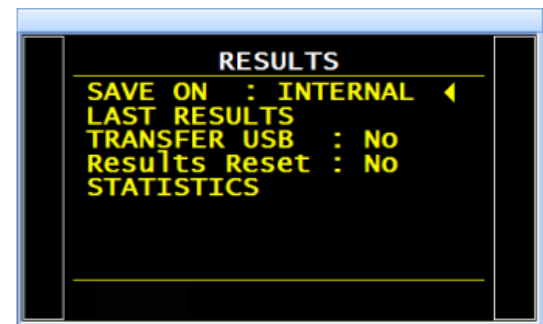 RESULTS
SAVE ON : INTERNAL
LAST RESULTS
TRANSFER USB : No
Results Reset : No
STATISTICS